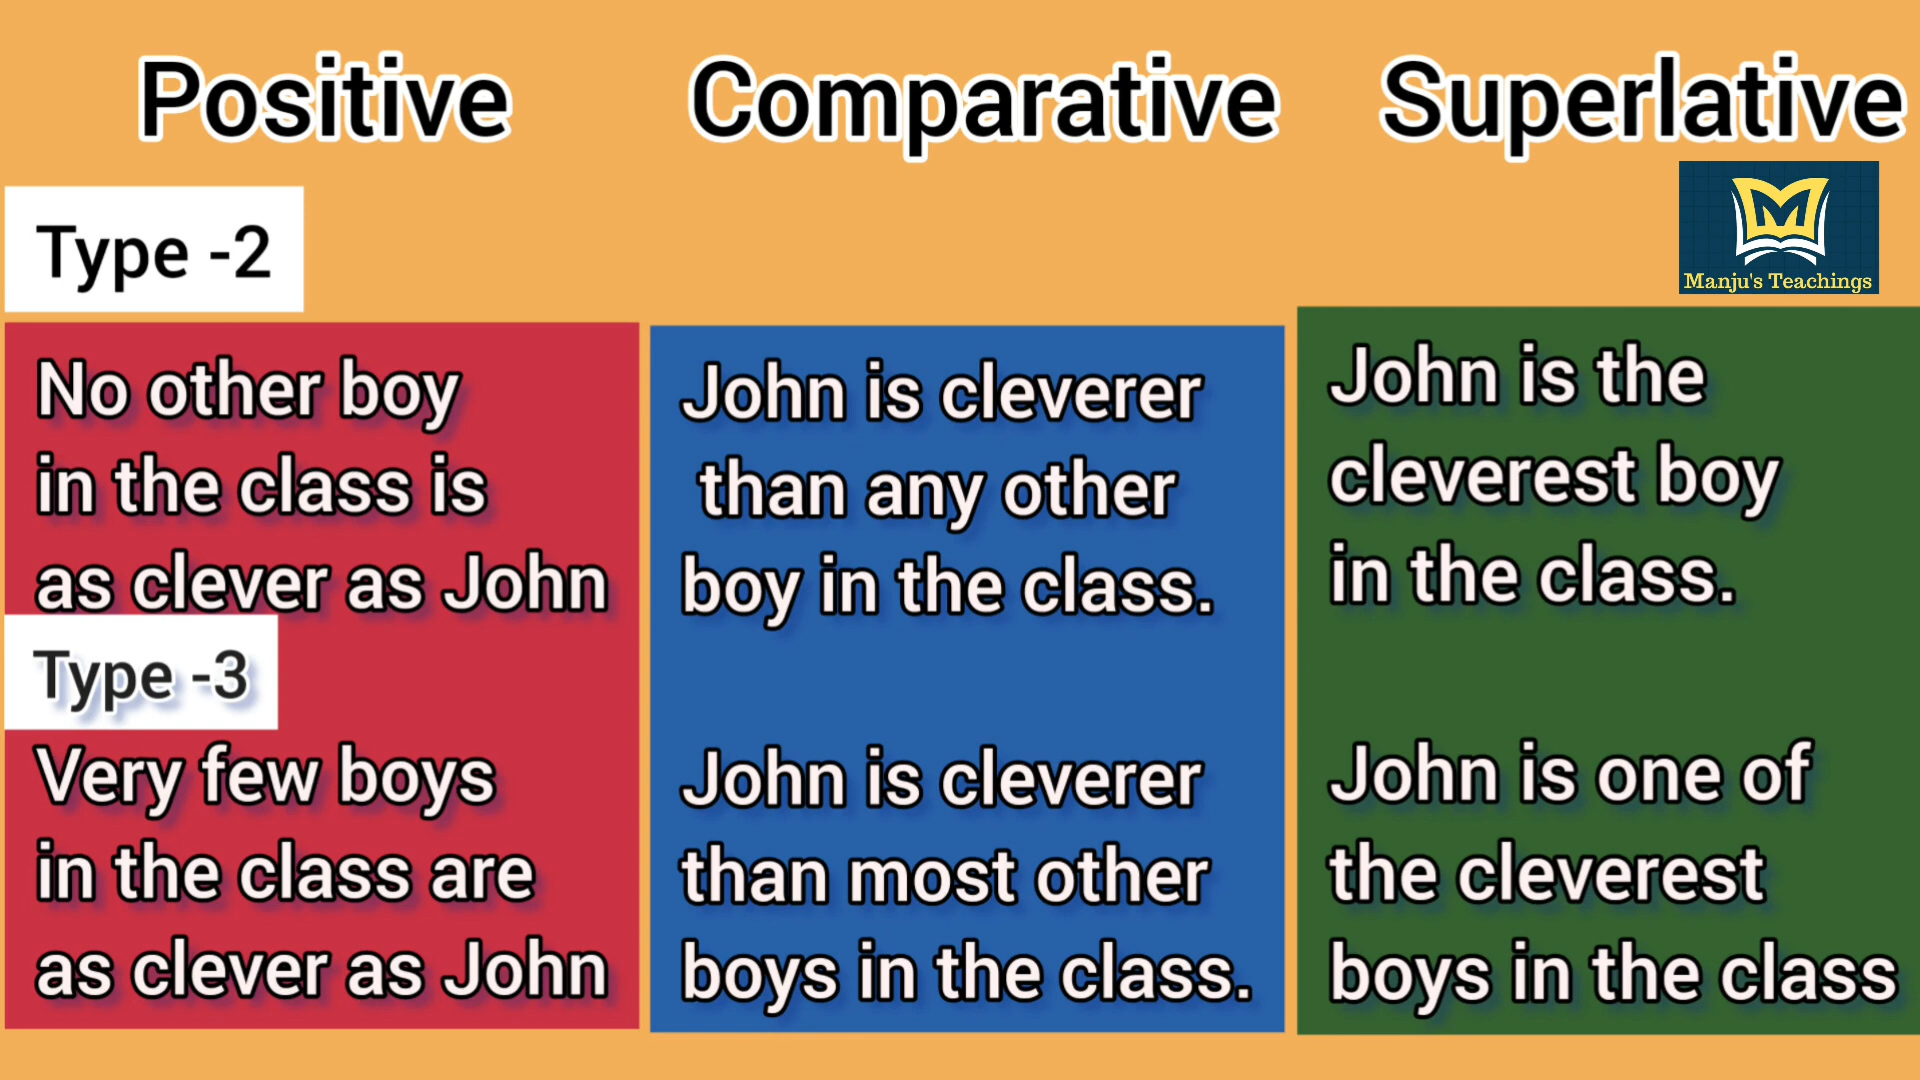 Positive
Comparative
Superlative
Manju's Teachings
Type -2
No other boy
in the class is
as clever as John
John is cleverer
than any other
boy in the class.
John is the
cleverest boy
in the class.
Type -3
Very few boys
in the class are
as clever as John
John is cleverer
than most other
boys in the class.
John is one of
the cleverest
boys in the class